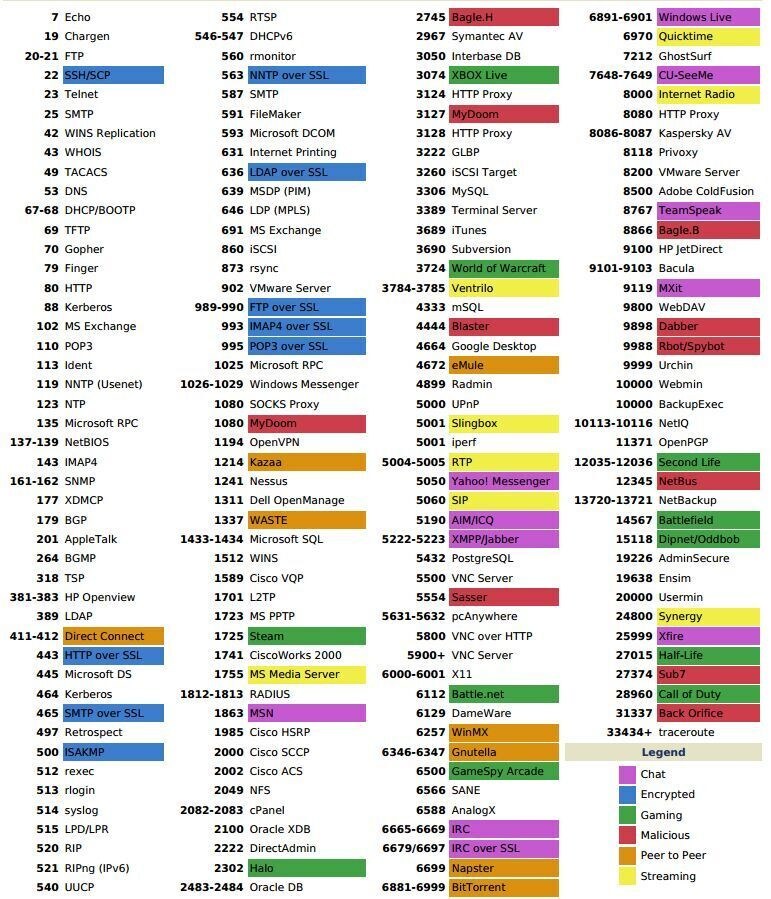 7 Echo
19 Chargen
20-21 FTP
22 SSH/SCP
23 Telnet
25 SMTP
42 WINS Replication
43 WHOIS
49 TACACS
53 DNS
67-68 DHCP/BOOTP
69 TFTP
70 Gopher
79 Finger
80 HTTP
88 Kerberos
102 MS Exchange
110 POP3
113 Ident
119 NNTP (Usenet)
123 NTP
135 Microsoft RPC
137-139 NetBIOS
143 IMAP4
161-162 SNMP
177 XDMCP
179 BGP
201 AppleTalk
264 BGMP
318 TSP
381-383 HP Openview
389 LDAP
411-412 Direct Connect
443 HTTP over SSL
445 Microsoft DS
464 Kerberos
465 SMTP over SSL
497 Retrospect
500 ISAKMP
512 rexec
513 rlogin
514 syslog
515 LPD/LPR
520 RIP
521 RIPng (IPv6)
540 UUCP
554 RTSP
546-547 DHCPv6
560 rmonitor
563 NNTP over SSL
587 SMTP
591 FileMaker
593 Microsoft DCOM
631 Internet Printing
636 LDAP over SSL
639 MSDP (PIM)
646 LDP (MPLS)
691 MS Exchange
860 iSCSI
873 rsync
902 VMware Server
989-990 FTP over SSL
993 IMAP4 over SSL
995 POP3 over SSL
1025 Microsoft RPC
1026-1029 Windows Messenger
1080 SOCKS Proxy
1080 MyDoom
1194 OpenVPN
1214 Kazaa
1241 Nessus
1311 Dell OpenManage
1337 WASTE
1433-1434 Microsoft SQL
1512 WINS
1589 Cisco VQP
1701 L2TP
1723 MS PPTP
1725 Steam
1741 CiscoWorks 2000
1755 MS Media Server
1812-1813 RADIUS
1863 MSN
1985 Cisco HSRP
2000 Cisco SCCP
2002 Cisco ACS
2049 NFS
2082-2083 cPanel
2100 Oracle XDB
2222 DirectAdmin
2302 Halo
2483-2484 Oracle DB
2745 Bagle.H
2967 Symantec AV
3050 Interbase DB
3074 XBOX Live
3124 HTTP Proxy
3127 MyDoom
3128 HTTP Proxy
3222 GLBP
3260 iSCSI Target
3306 MySQL
3389 Terminal Server
3689 iTunes
3690 Subversion
3724 World of Warcraft
3784-3785 Ventrilo
4333 mSQL
4444 Blaster
4664 Google Desktop
4672 eMule
4899 Radmin
5000 UPnP
5001 Slingbox
5001 iperf
5004-5005 RTP
5050 Yahoo! Messenger
5060 SIP
5190 AIM/ICQ
5222-5223 XMPP/Jabber
5432 PostgreSQL
5500 VNC Server
5554 Sasser
5631-5632 pcAnywhere
5800 VNC over HTTP
5900+ VNC Server
6000-6001 X11
6112 Battle.net
6129 DameWare
6257 WinMX
6346-6347 Gnutella
6500 GameSpy Arcade
6566 SANE
6588 AnalogX
6665-6669 IRC
6679/6697 IRC over SSL
6699 Napster
6881-6999 BitTorrent
6891-6901 Windows Live
6970 Quicktime
7212 GhostSurf
7648-7649 CU-SeeMe
8000 Internet Radio
8080 HTTP Proxy
8086-8087 Kaspersky AV
8118 Privoxy
8200 VMware Server
8500 Adobe ColdFusion
8767 TeamSpeak
8866 Bagle.B
9100 HP JetDirect
9101-9103 Bacula
9119 MXit
9800 WebDAV
9898 Dabber
9988 Rbot/Spybot
9999 Urchin
10000 Webmin
10000 BackupExec
10113-10116 NetIQ
11371 OpenPGP
12035-12036 Second Life
12345 NetBus
13720-13721 NetBackup
14567 Battlefield
15118 Dipnet/Oddbob
19226 AdminSecure
19638 Ensim
20000 Usermin
24800 Synergy
25999 Xfire
27015 Half-Life
27374 Sub7
28960 Call of Duty
31337 Back Orifice
33434+ traceroute
Legend
Chat
Encrypted
Gaming
Malicious
Peer to Peer
Streaming